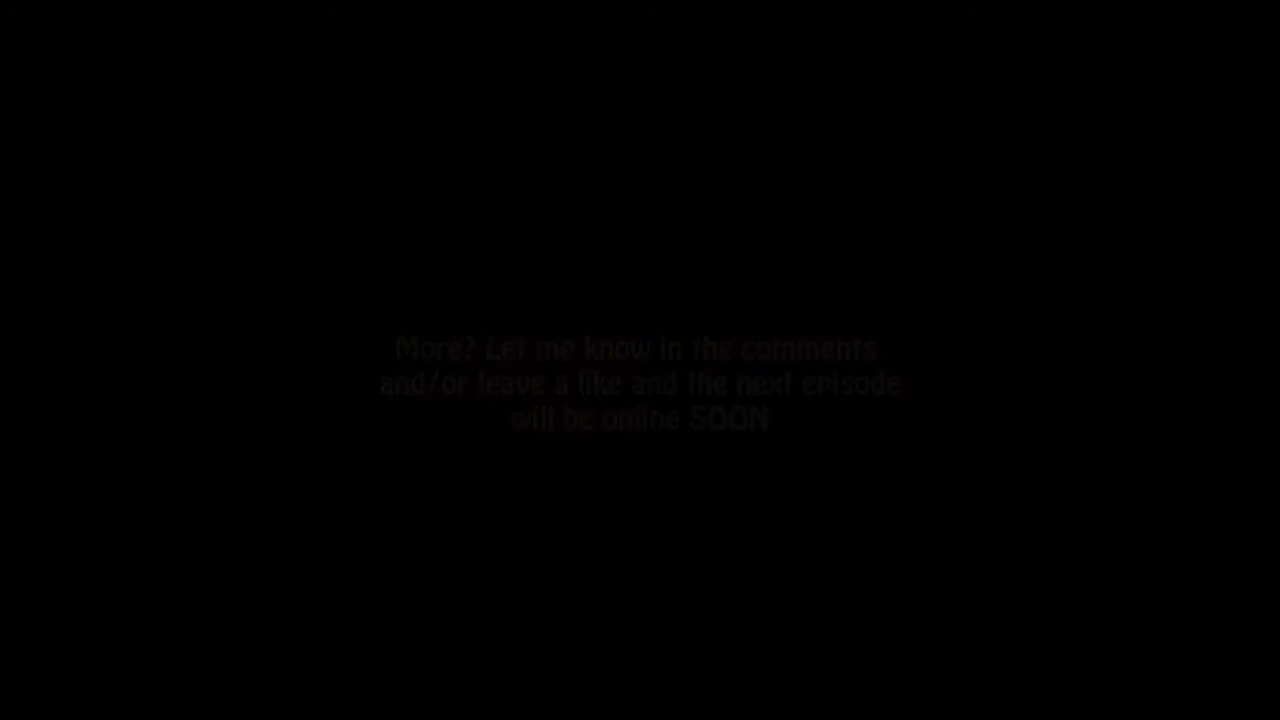 More? Let me know in the comments
and/or leave a like and the next episode
will be online SOON